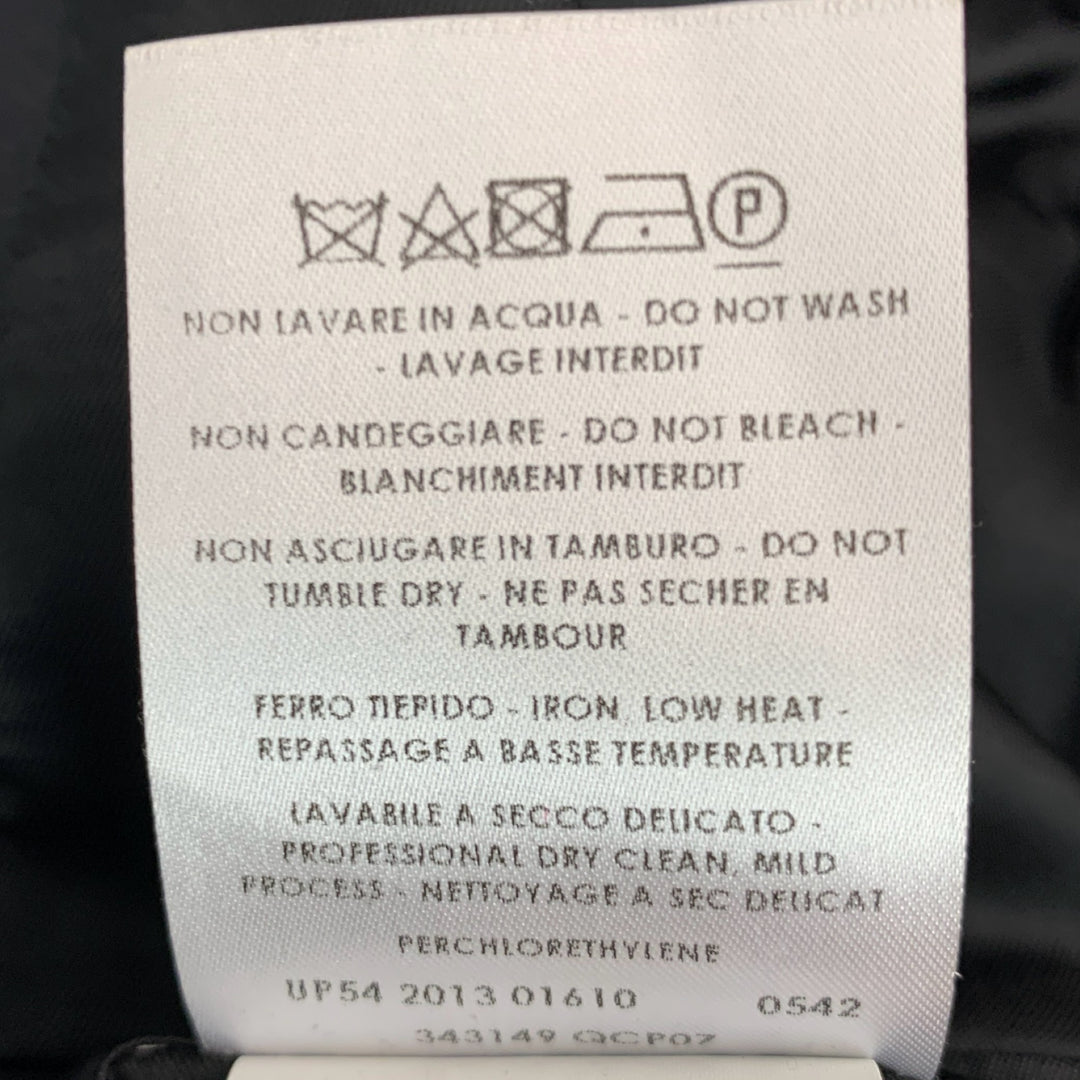 P
NON LAVARE IN ACQUA - DO NOT WASH
- LAVAGE INTERDIT
NON CANDEGGIARE - DO NOT BLEACH -
BLANCHIMENT INTERDIT
NON ASCIUGARE IN TAMBURO - DO NOT
TUMBLE DRY - NE PAS SECHER EN
TAMBOUR
FERRO TIEPIDO - IRON, LOW HEAT -
REPASSAGE A BASSE TEMPERATURE
LAVABILE A SECCO DELICATO -
PROFESSIONAL DRY CLEAN, MILD
PROCESS - NETTOYAGE A SEC DELICAT
PERCHLORETHYLENE
UP54 2013 01610 0542
343149 QCP07